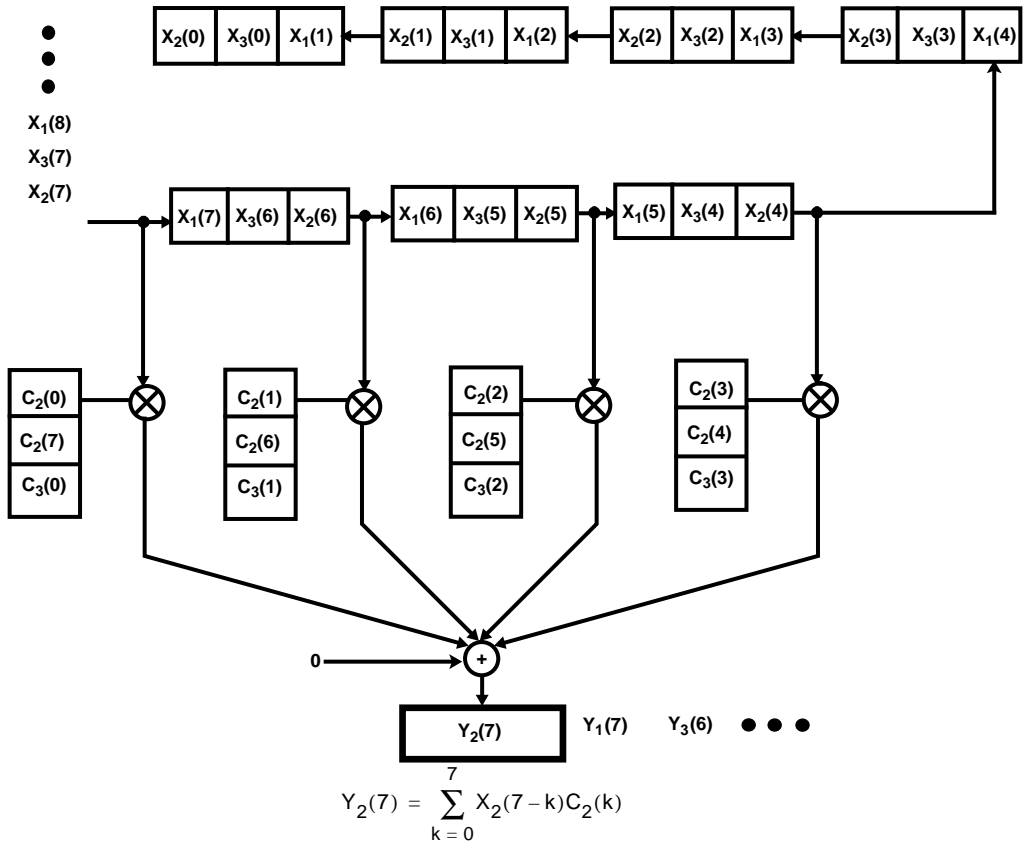 X2(0) X3(0) X1(1) X2(1) X3(1) X1(2) X2(2) X3(2) X1(3) X2(3) X3(3) X1(4)
X1(8)
X3(7)
X2(7)
X1(7) X3(6) X2(6) X1(6) X3(5) X2(5) X1(5) X3(4) X2(4)
C2(0) C2(1) C2(2) C2(3)
C2(7) C2(6) C2(5) C2(4)
C3(0) C3(1) C3(2) C3(3)
0 +
Y2(7) Y1(7) Y3(6)
7
Y2(7) = ∑ X2(7 – k)C2(k)
k = 0